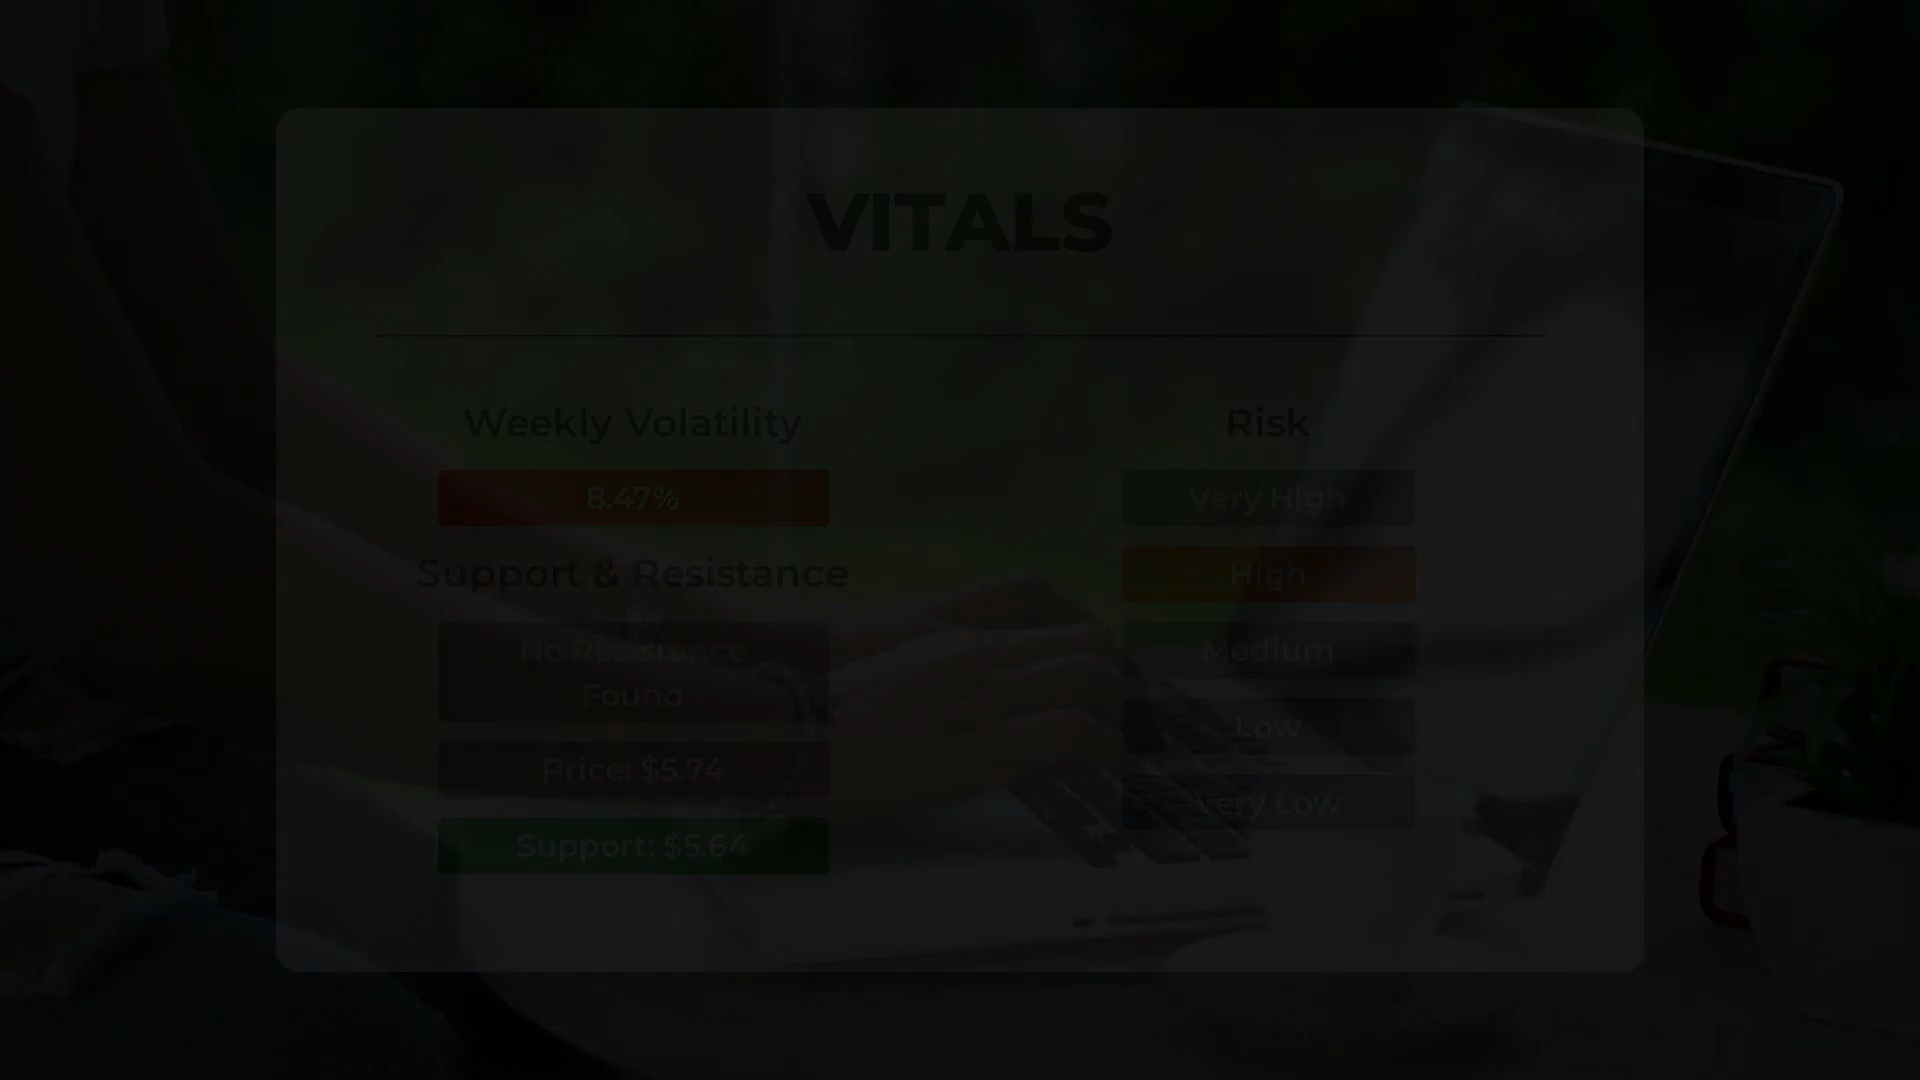 VITALS
Weekly Volatility
8.47%
Support & Resistance
No Resistance
Found
Price: $5.74
Support: $5.64
Risk
Very High
High
Medium
Low
Very Low